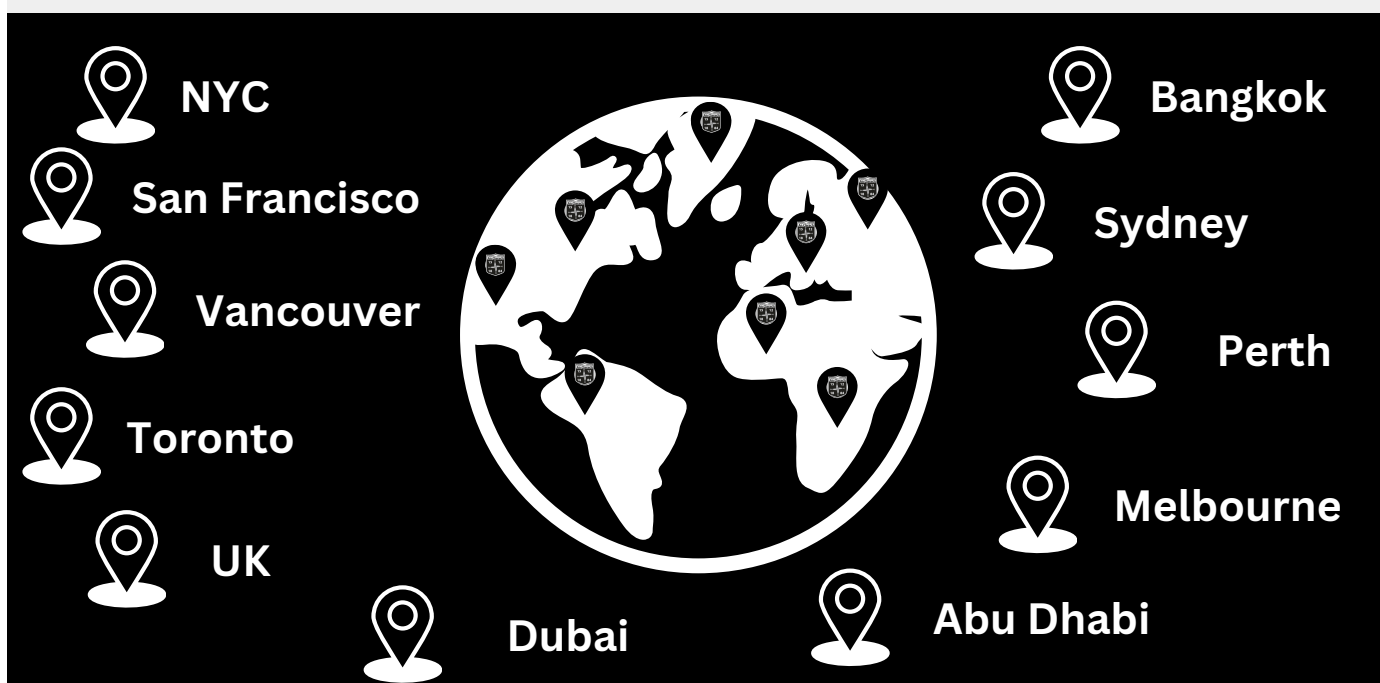 NYC
San Francisco
Vancouver
Toronto
UK
Dubai
Bangkok
Sydney
Perth
Melbourne
Abu Dhabi